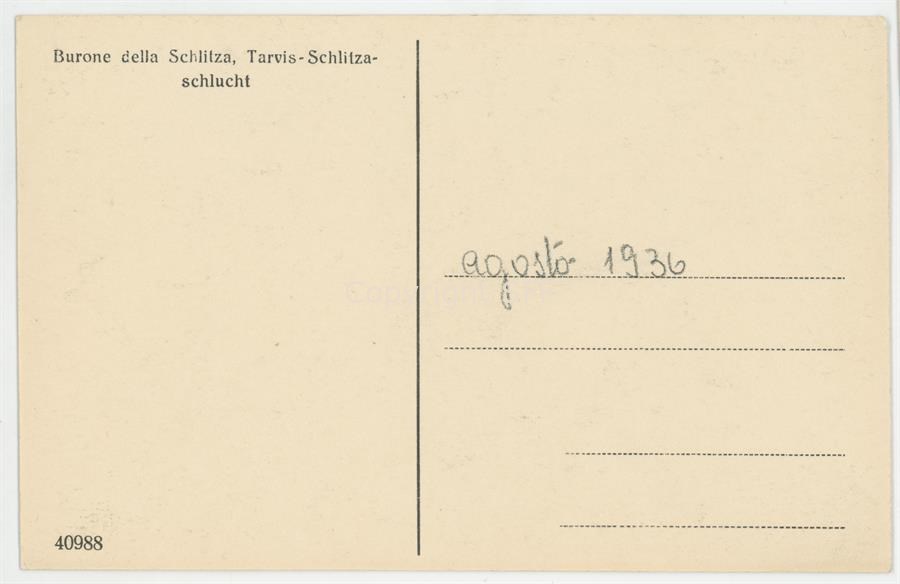 Burone della Schlitza, Tarvis-Schlitza-
schlucht
agosto 1936
40988